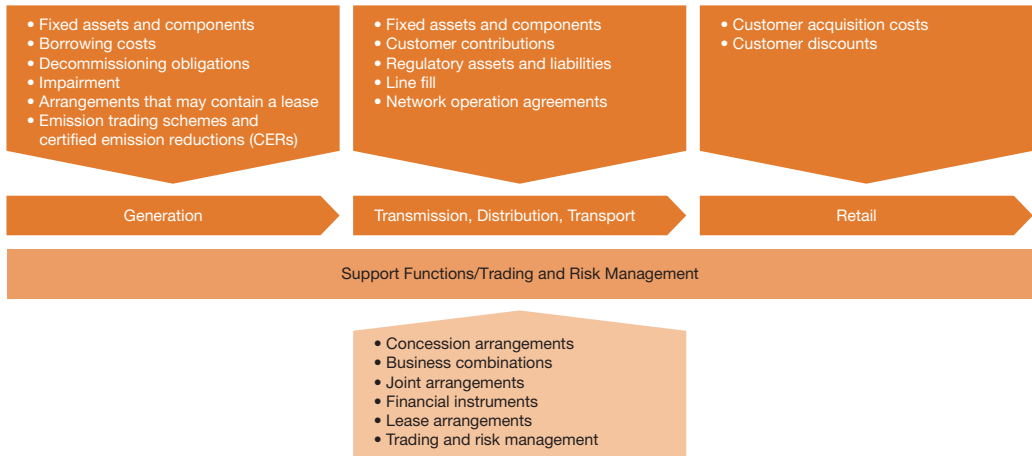 • Fixed assets and components
• Borrowing costs
• Decommissioning obligations
• Impairment
• Arrangements that may contain a lease
• Emission trading schemes and
certified emission reductions (CERs)
• Fixed assets and components
• Customer contributions
• Regulatory assets and liabilities
• Line fill
• Network operation agreements
• Customer acquisition costs
• Customer discounts
Generation
Transmission, Distribution, Transport
Retail
Support Functions/Trading and Risk Management
• Concession arrangements
• Business combinations
• Joint arrangements
• Financial instruments
• Lease arrangements
• Trading and risk management